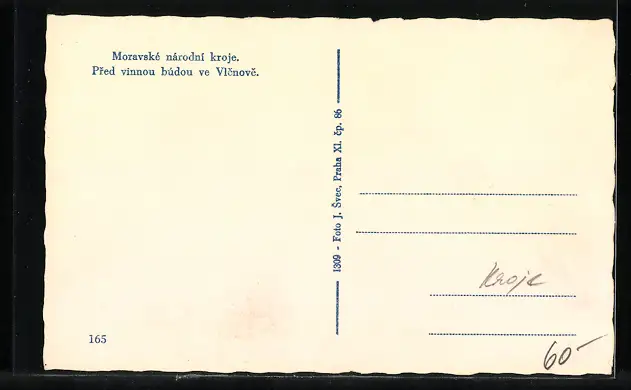 Moravské národní kroje.
Před vinnou búdou ve Vlčnově.
1309 - Foto J. Švec, Praha XI. čp. 86
Kroje
165
60-